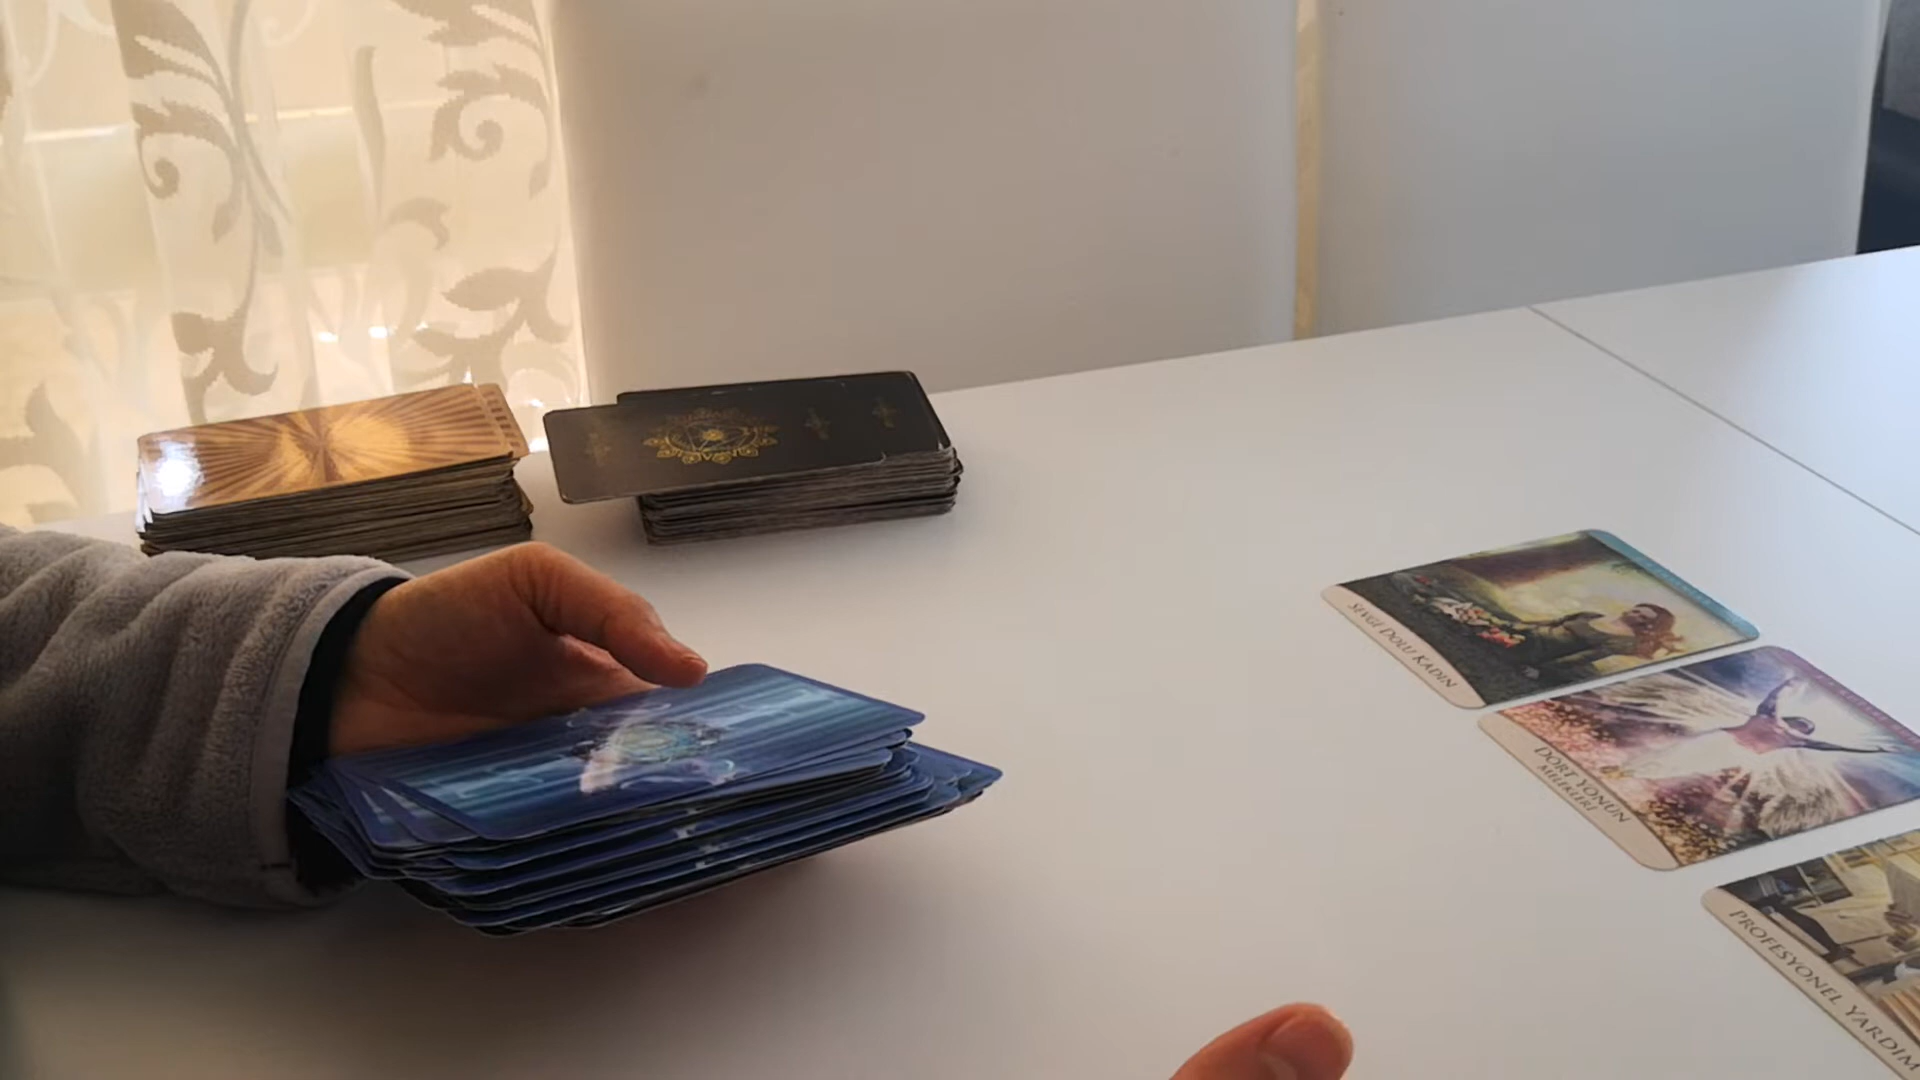 SEVGİ DOLU KADIN
DÖRT YÖNÜN
MELEKLERİ
PROFESYONEL YARDIM